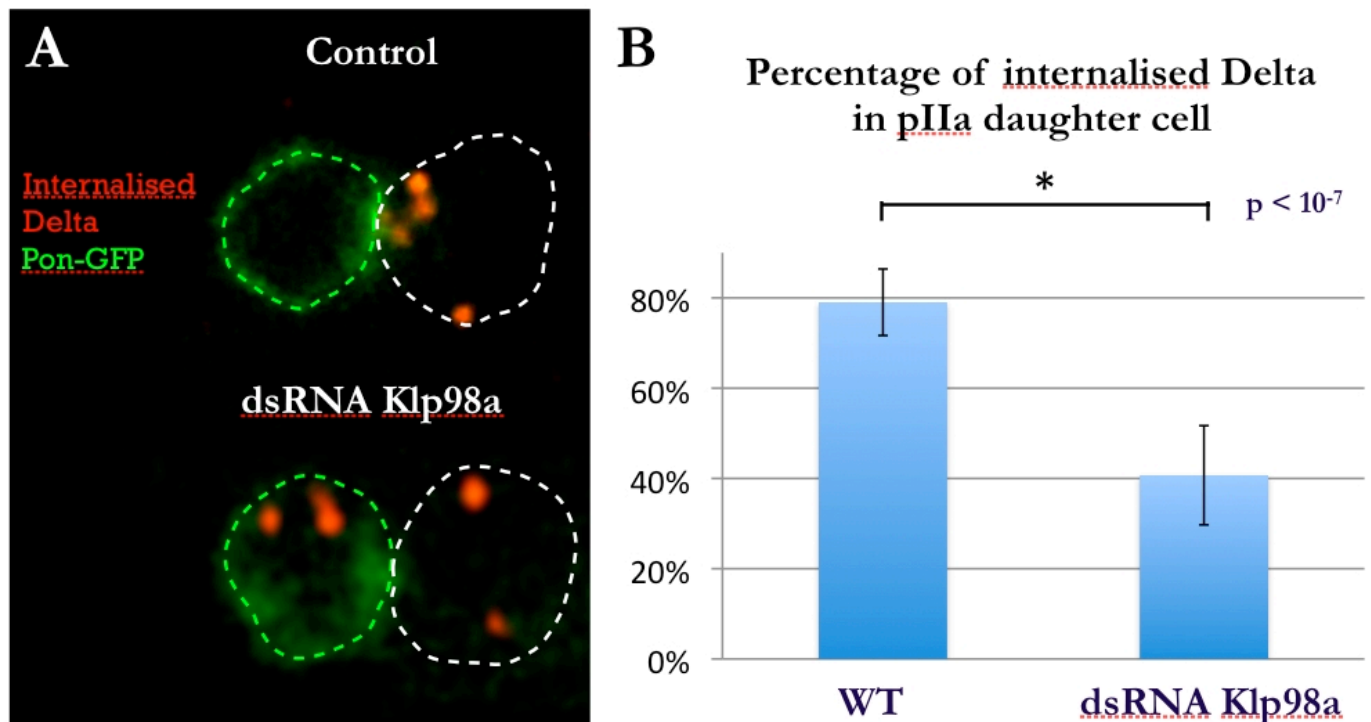 A
Control
Internalised
Delta
Pon-GFP
dsRNA Klp98a
B
Percentage of internalised Delta
in pIIa daughter cell
*
p < 10-7
80%
60%
40%
20%
0%
WT
dsRNA Klp98a